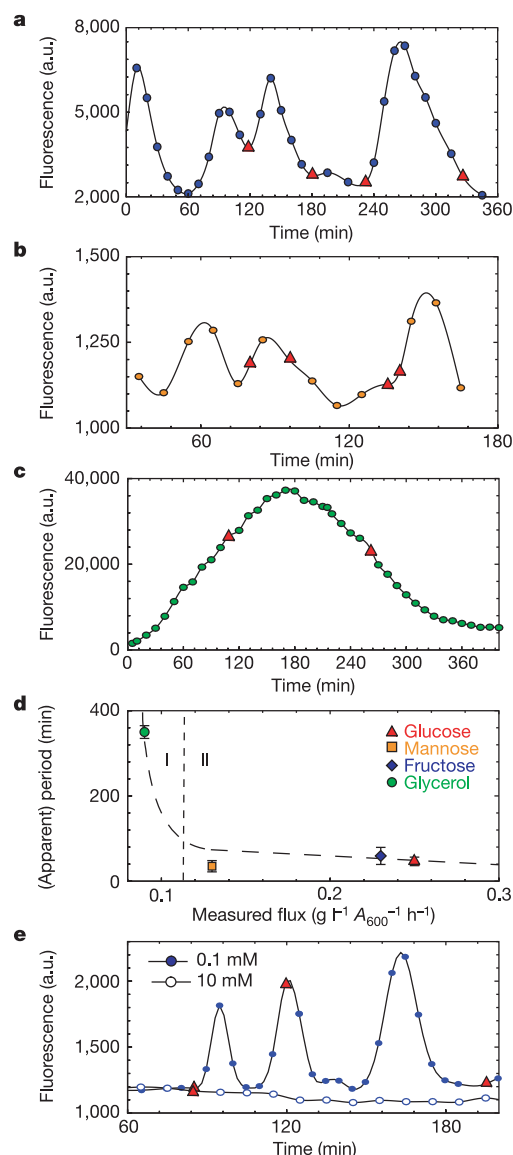 a
8,000
5,000
2,000
Fluorescence (a.u.)
0 60 120 180 240 300 360
Time (min)
b
1,500
1,250
1,000
Fluorescence (a.u.)
60 120 180
Time (min)
c
40,000
20,000
0
Fluorescence (a.u.)
0 60 120 180 240 300 360
Time (min)
d
400
200
0
(Apparent) period (min)
I II
Glucose
Mannose
Fructose
Glycerol
0.1 0.2 0.3
Measured flux (g l⁻¹ A₆₀₀⁻¹ h⁻¹)
e
0.1 mM
10 mM
2,000
1,500
1,000
Fluorescence (a.u.)
60 120 180
Time (min)